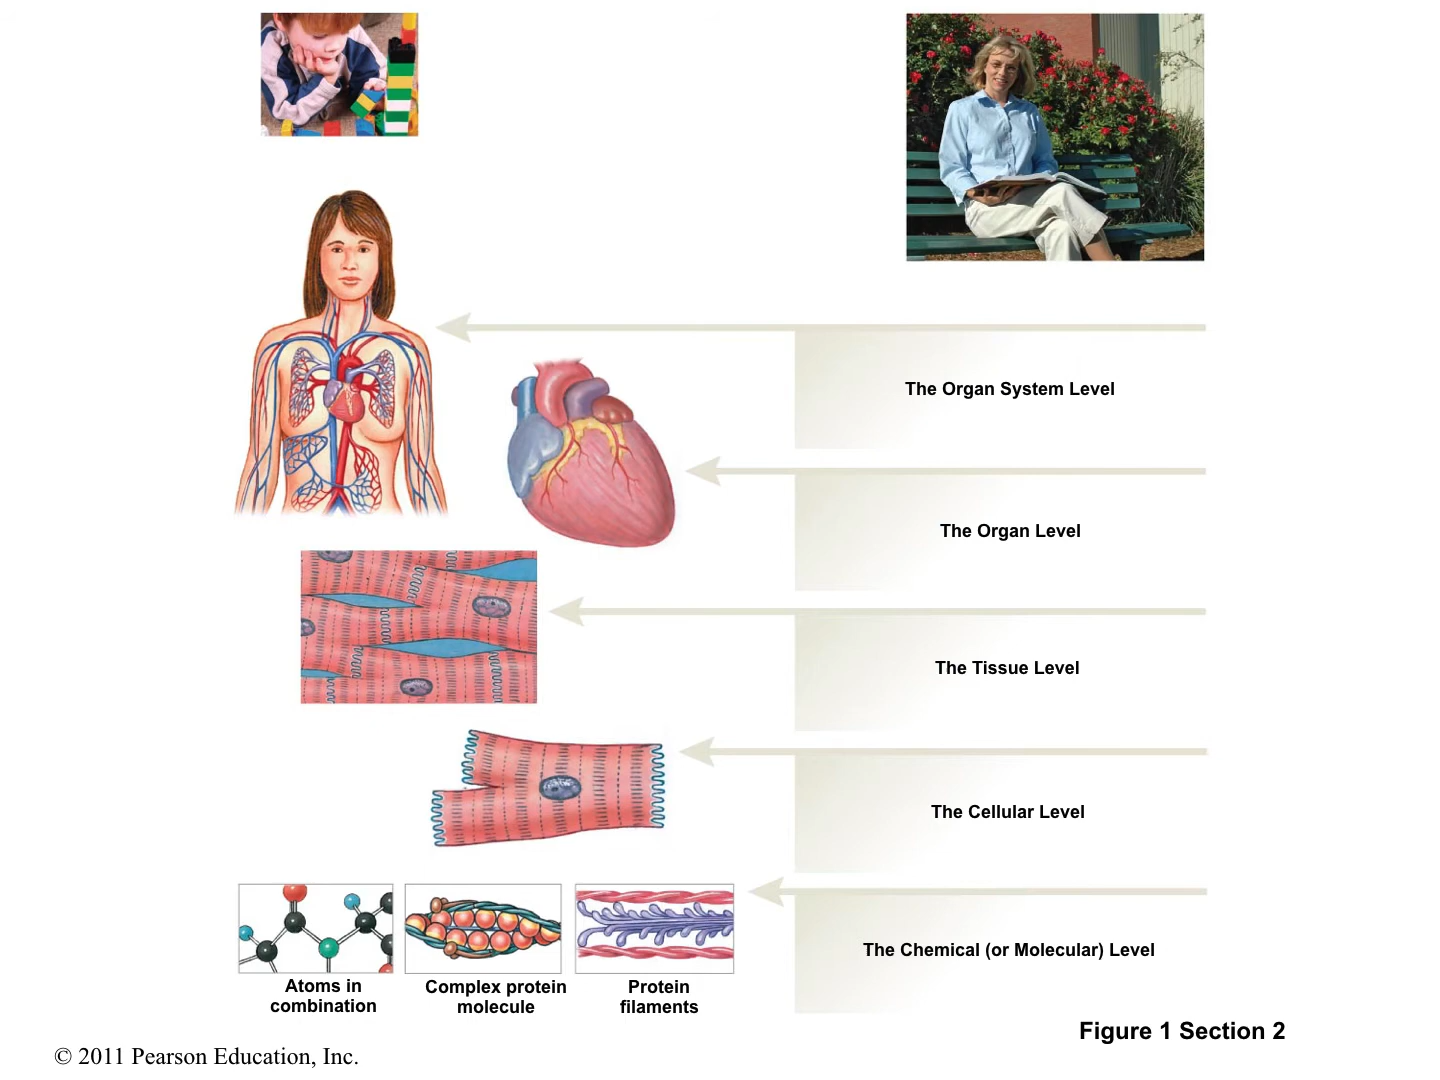 The Organ System Level
The Organ Level
The Tissue Level
The Cellular Level
The Chemical (or Molecular) Level
Atoms in
combination
Complex protein
molecule
Protein
filaments
Figure 1 Section 2
© 2011 Pearson Education, Inc.